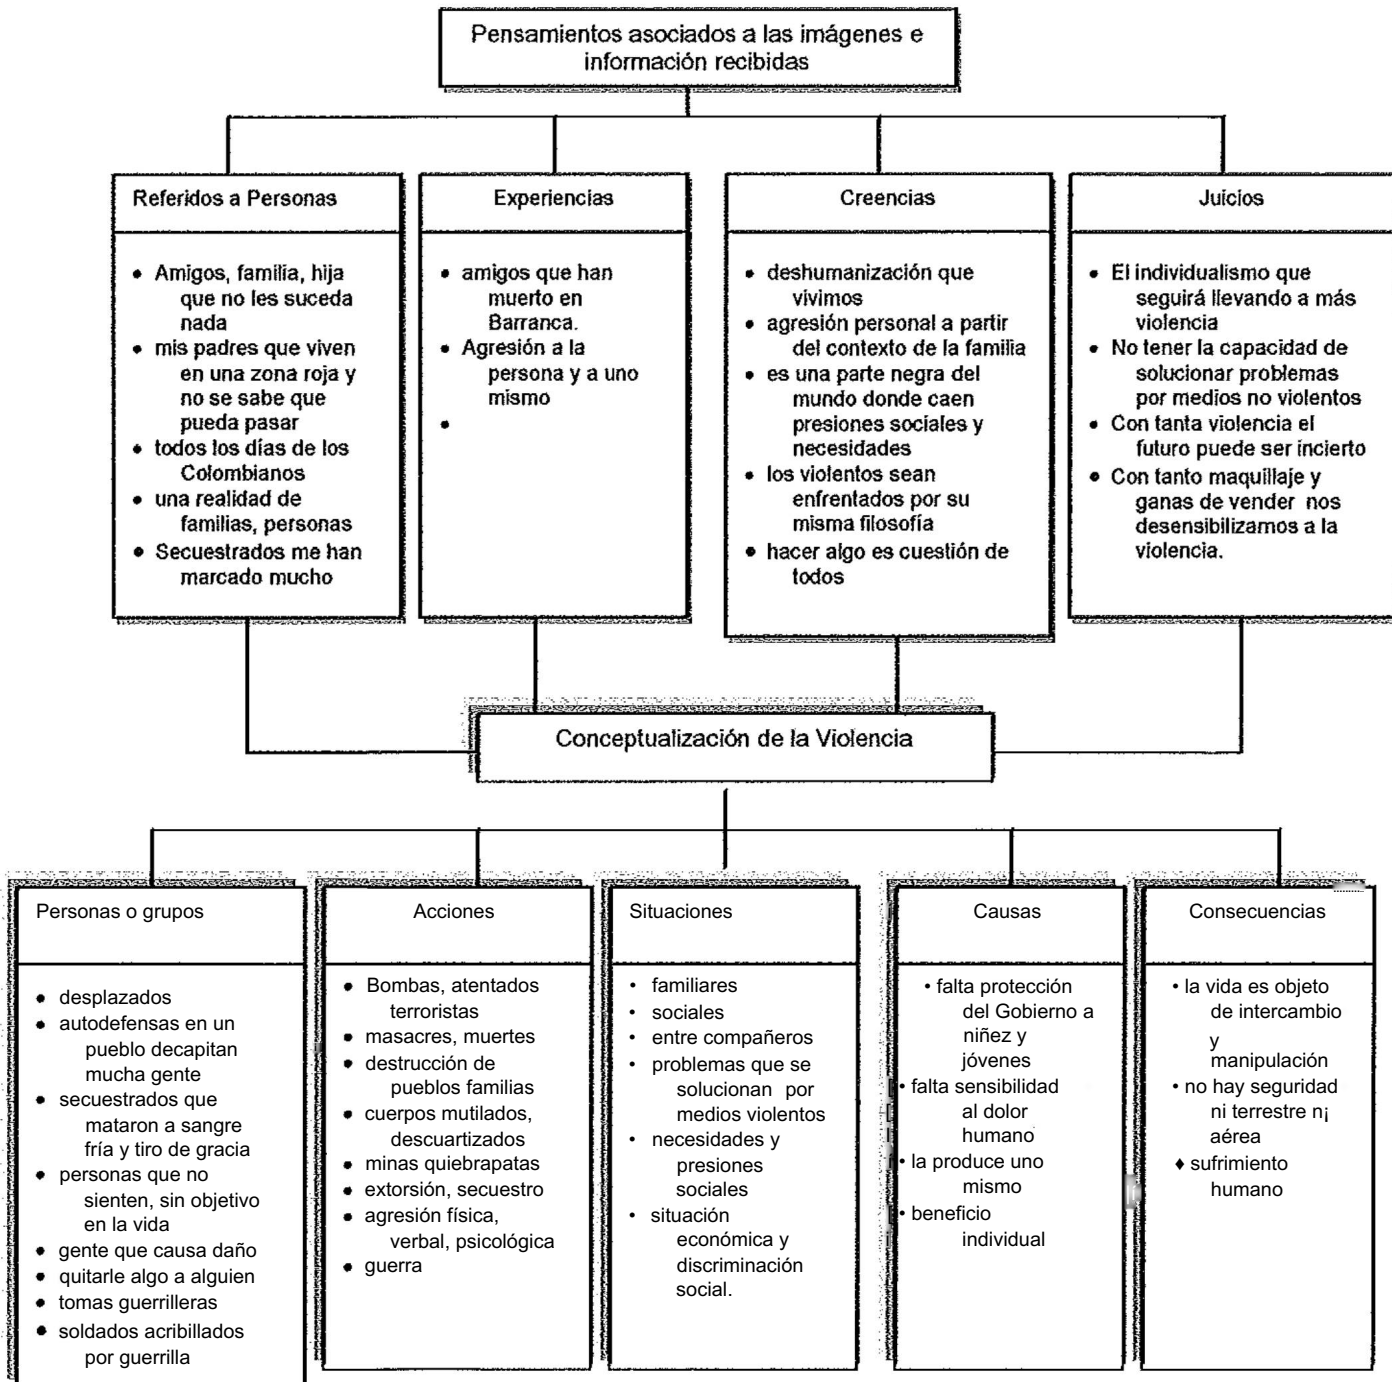 Pensamientos asociados a las imágenes e
información recibidas
Referidos a Personas
• Amigos, familia, hija
que no les suceda
nada
• mis padres que viven
en una zona roja y
no se sabe que
pueda pasar
• todos los días de los
Colombianos
• una realidad de
familias, personas
• Secuestrados me han
marcado mucho
Experiencias
• amigos que han
muerto en
Barranca.
• Agresión a la
persona y a uno
mismo
•
Creencias
• deshumanización que
vivimos
• agresión personal a partir
del contexto de la familia
• es una parte negra del
mundo donde caen
presiones sociales y
necesidades
• los violentos sean
enfrentados por su
misma filosofía
• hacer algo es cuestión de
todos
Juicios
• El individualismo que
seguirá llevando a más
violencia
• No tener la capacidad de
solucionar problemas
por medios no violentos
• Con tanta violencia el
futuro puede ser incierto
• Con tanto maquillaje y
ganas de vender nos
desensibilizamos a la
violencia.
Conceptualización de la Violencia
Personas o grupos
• desplazados
• autodefensas en un
pueblo decapitan
mucha gente
• secuestrados que
mataron a sangre
fría y tiro de gracia
• personas que no
sienten, sin objetivo
en la vida
• gente que causa daño
• quitarle algo a alguien
• tomas guerrilleras
• soldados acribillados
por guerrilla
Acciones
• Bombas, atentados
terroristas
• masacres, muertes
• destrucción de
pueblos familias
• cuerpos mutilados,
descuartizados
• minas quiebrapatas
• extorsión, secuestro
• agresión física,
verbal, psicológica
• guerra
Situaciones
• familiares
• sociales
• entre compañeros
• problemas que se
solucionan por
medios violentos
• necesidades y
presiones
sociales
• situación
económica y
discriminación
social.
Causas
• falta protección
del Gobierno a
niñez y
jóvenes
• falta sensibilidad
al dolor
humano
• la produce uno
mismo
• beneficio
individual
Consecuencias
• la vida es objeto
de intercambio
y
manipulación
• no hay seguridad
ni terrestre n¡
aérea
♦ sufrimiento
humano